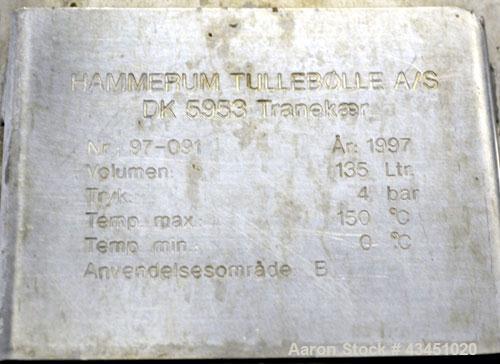 HAMMERUM TULLEBØLLE A/S
DK 5953 Tranekær
Nr.: 97-091 År: 1997
Volumen: 135 Ltr.
Tryk: 4 bar
Temp. max.: 150 °C
Temp min.: 0 °C
Anvendelsesområde B
Aaron Stock # 43451020